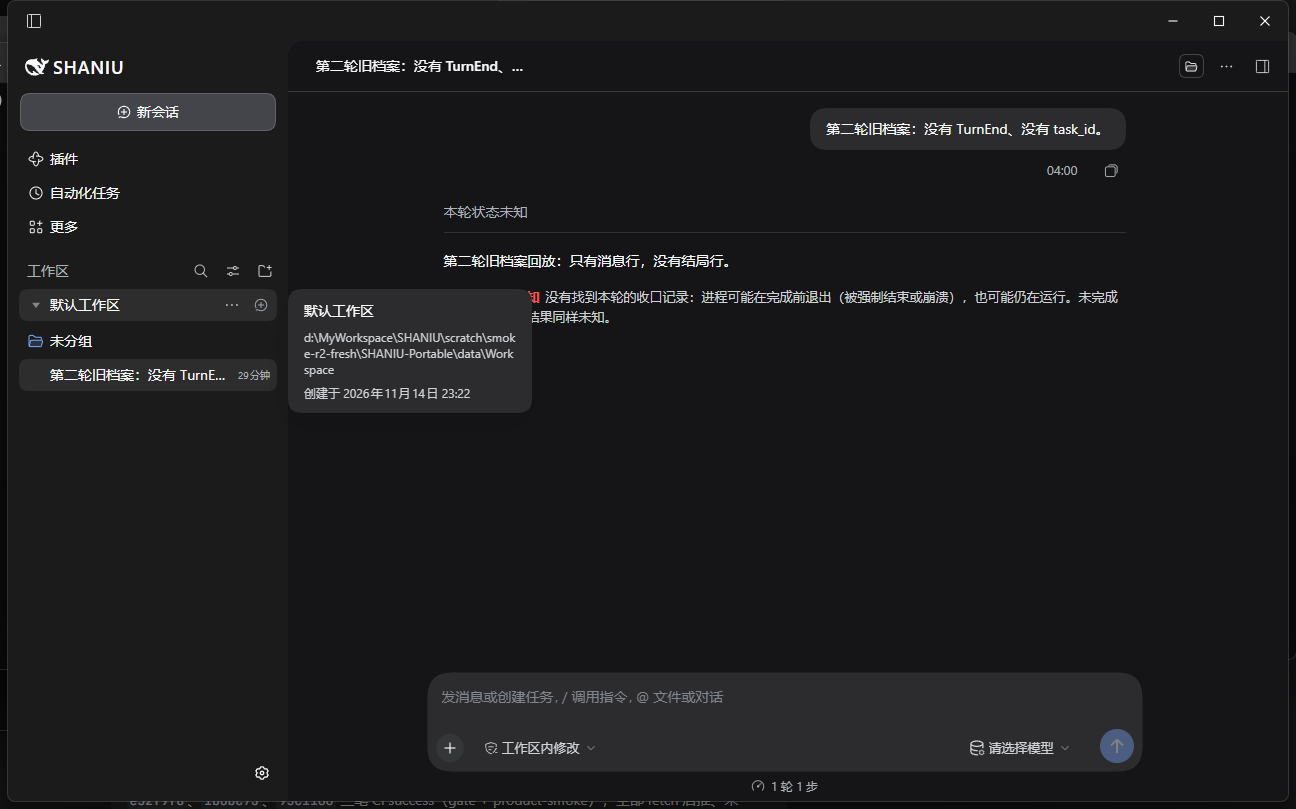 SHANIU
新会话
插件
自动化任务
更多
工作区
默认工作区
未分组
第二轮旧档案：没有 TurnE... 29分钟
第二轮旧档案：没有 TurnEnd、...
第二轮旧档案：没有 TurnEnd、没有 task_id。
04:00
本轮状态未知
第二轮旧档案回放：只有消息行，没有结局行。
知 没有找到本轮的收口记录：进程可能在完成前退出（被强制结束或崩溃），也可能仍在运行。未完成
结果同样未知。
默认工作区
d:\MyWorkspace\SHANIU\scratch\smok
e-r2-fresh\SHANIU-Portable\data\Work
space
创建于 2026年11月14日 23:22
发消息或创建任务, / 调用指令, @ 文件或对话
工作区内修改
请选择模型
1 轮 1 步